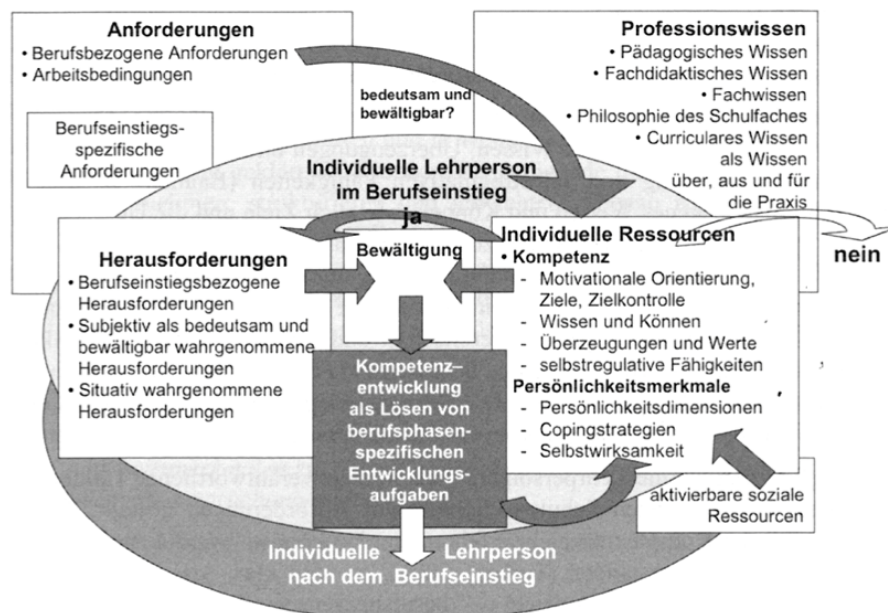 Anforderungen
• Berufsbezogene Anforderungen
• Arbeitsbedingungen
Berufseinstiegs-
spezifische
Anforderungen
bedeutsam und
bewältigbar?
Professionswissen
• Pädagogisches Wissen
• Fachdidaktisches Wissen
• Fachwissen
• Philosophie des Schulfaches
• Curriculares Wissen
als Wissen
über, aus und für
die Praxis
Individuelle Lehrperson
im Berufseinstieg
ja
nein
Herausforderungen
• Berufseinstiegsbezogene
Herausforderungen
• Subjektiv als bedeutsam und
bewältigbar wahrgenommene
Herausforderungen
• Situativ wahrgenommene
Herausforderungen
Bewältigung
Individuelle Ressourcen
• Kompetenz
- Motivationale Orientierung,
Ziele, Zielkontrolle
- Wissen und Können
- Überzeugungen und Werte
- selbstregulative Fähigkeiten
Persönlichkeitsmerkmale
- Persönlichkeitsdimensionen
- Copingstrategien
- Selbstwirksamkeit
Kompetenz–
entwicklung
als Lösen von
berufsphasen-
spezifischen
Entwicklungs-
aufgaben
aktivierbare soziale
Ressourcen
Individuelle Lehrperson
nach dem Berufseinstieg